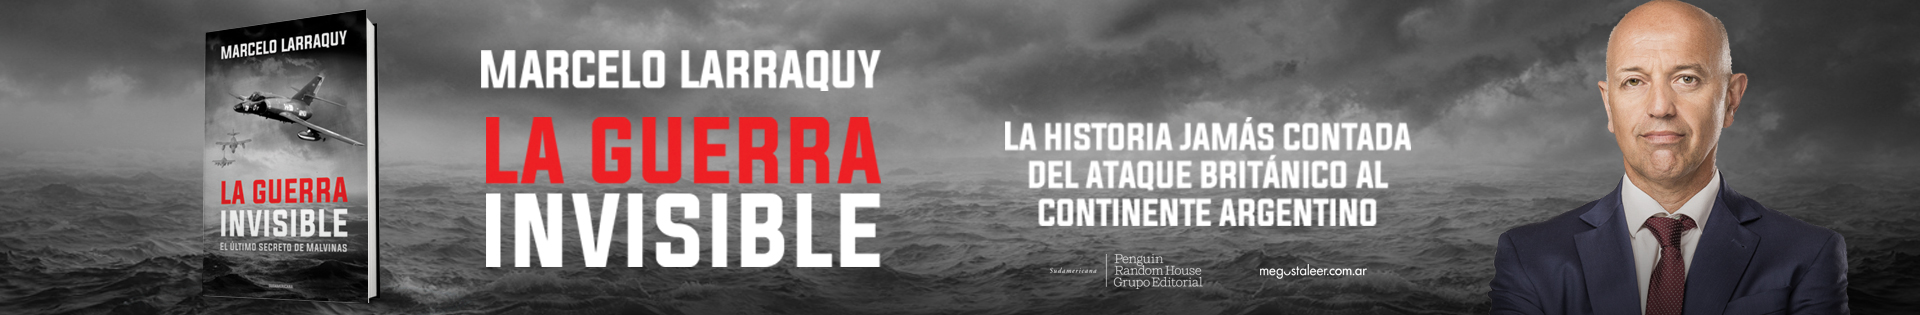 MARCELO LARRAQUY
LA GUERRA
INVISIBLE
EL ÚLTIMO SECRETO DE MALVINAS
MARCELO LARRAQUY
LA GUERRA
INVISIBLE
LA HISTORIA JAMÁS CONTADA
DEL ATAQUE BRITÁNICO AL
CONTINENTE ARGENTINO
Sudamericana
Penguin
Random House
Grupo Editorial
megustaleer.com.ar